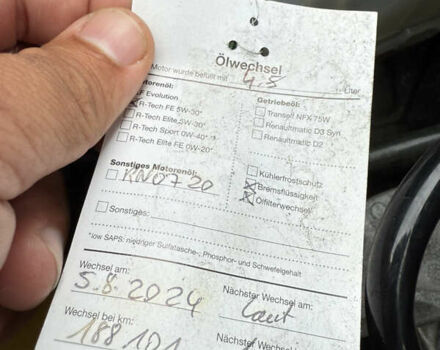 Ölwechsel
Motor wurde befüllt mit 4,5 Liter
Motorenöl:
Evolution
R-Tech FE 5W-30*
R-Tech Elite 5W-30*
R-Tech Sport 0W-40*
R-Tech Elite FE 0W-20*
Sonstiges Motorenöl:
RN0720
Sonstiges:
Getriebeöl:
Tranself NFX 75W
Renaultmatic D3 Syn
Renaultmatic D2
Kühlerfrostschutz
Bremsflüssigkeit
Ölfilterwechsel
*low SAPS: niedriger Sulfatasche-, Phosphor- und Schwefelgehalt
Wechsel am:
5.8.2024
Nächster Wechsel am:
Laut
Wechsel bei km:
188101
Nächster Wechsel